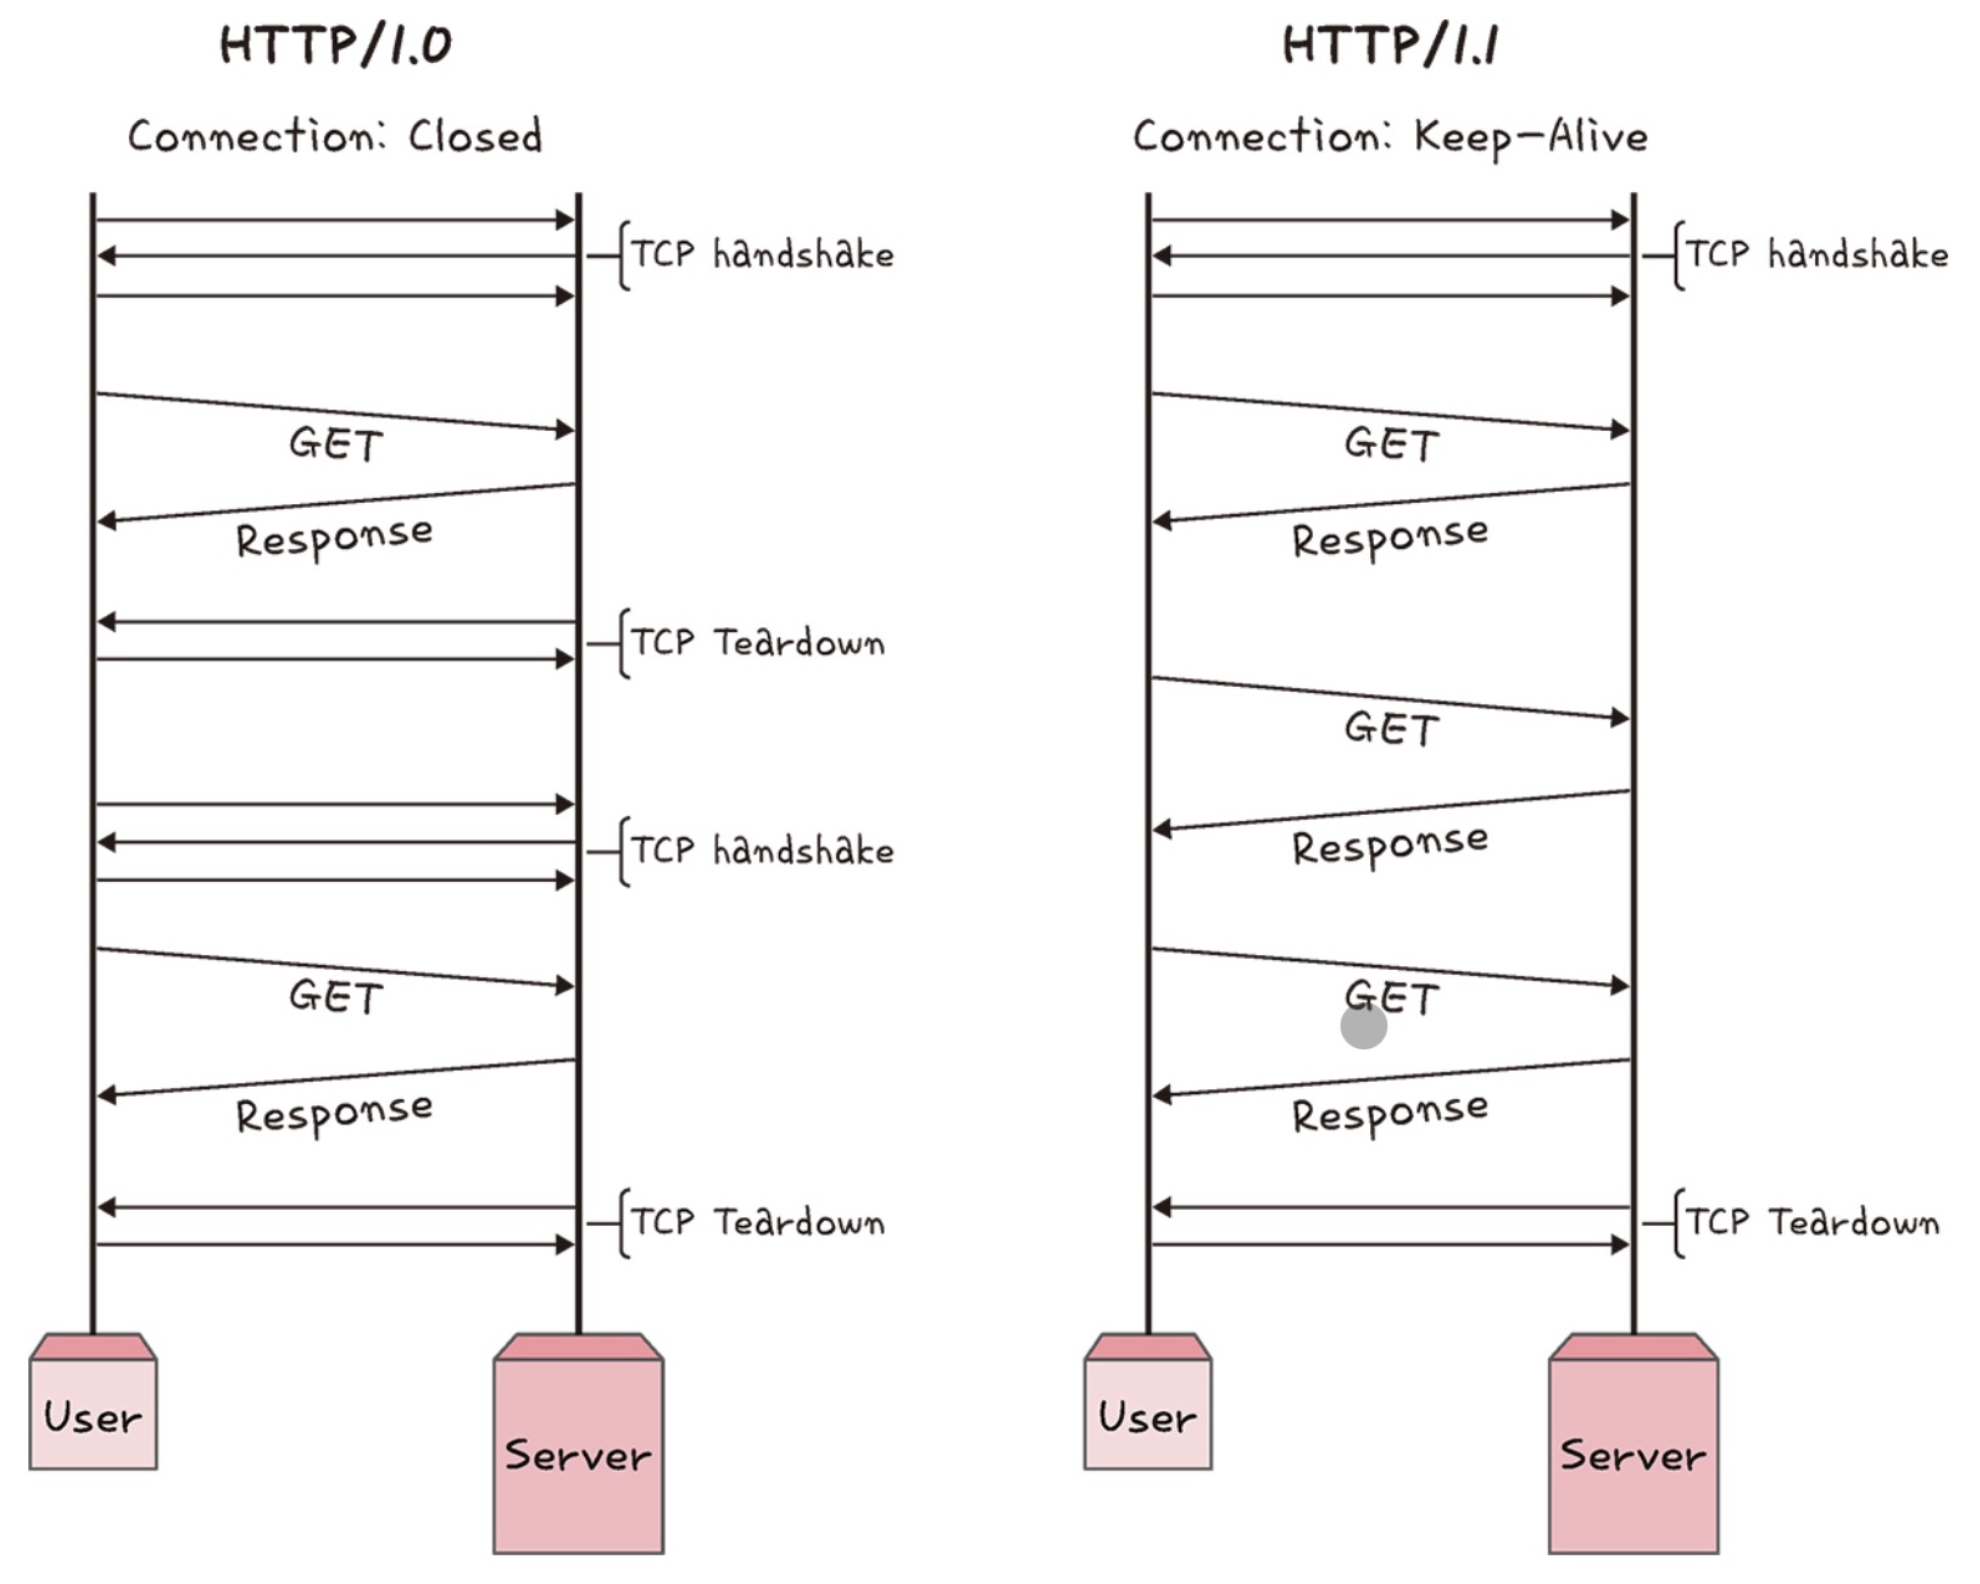 HTTP/1.0
Connection: Closed
TCP handshake
GET
Response
TCP Teardown
TCP handshake
GET
Response
TCP Teardown
User
Server
HTTP/1.1
Connection: Keep-Alive
TCP handshake
GET
Response
GET
Response
GET
Response
TCP Teardown
User
Server